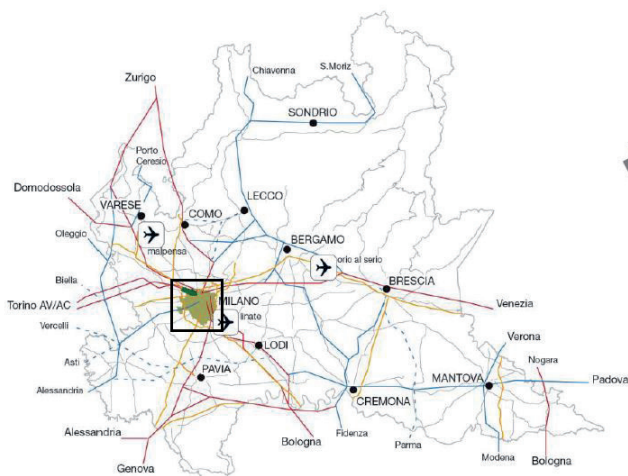 Chiavenna
S.Moriz
Zurigo
SONDRIO
Porto
Ceresio
Domodossola
LECCO
VARESE
COMO
Oleggio
malpensa
BERGAMO
orio al serio
Biella
BRESCIA
Torino AV/AC
MILANO
Venezia
Vercelli
linate
Verona
LODI
Nogara
Asti
PAVIA
MANTOVA
Padova
Alessandria
CREMONA
Alessandria
Bologna
Fidenza
Parma
Modena
Bologna
Genova